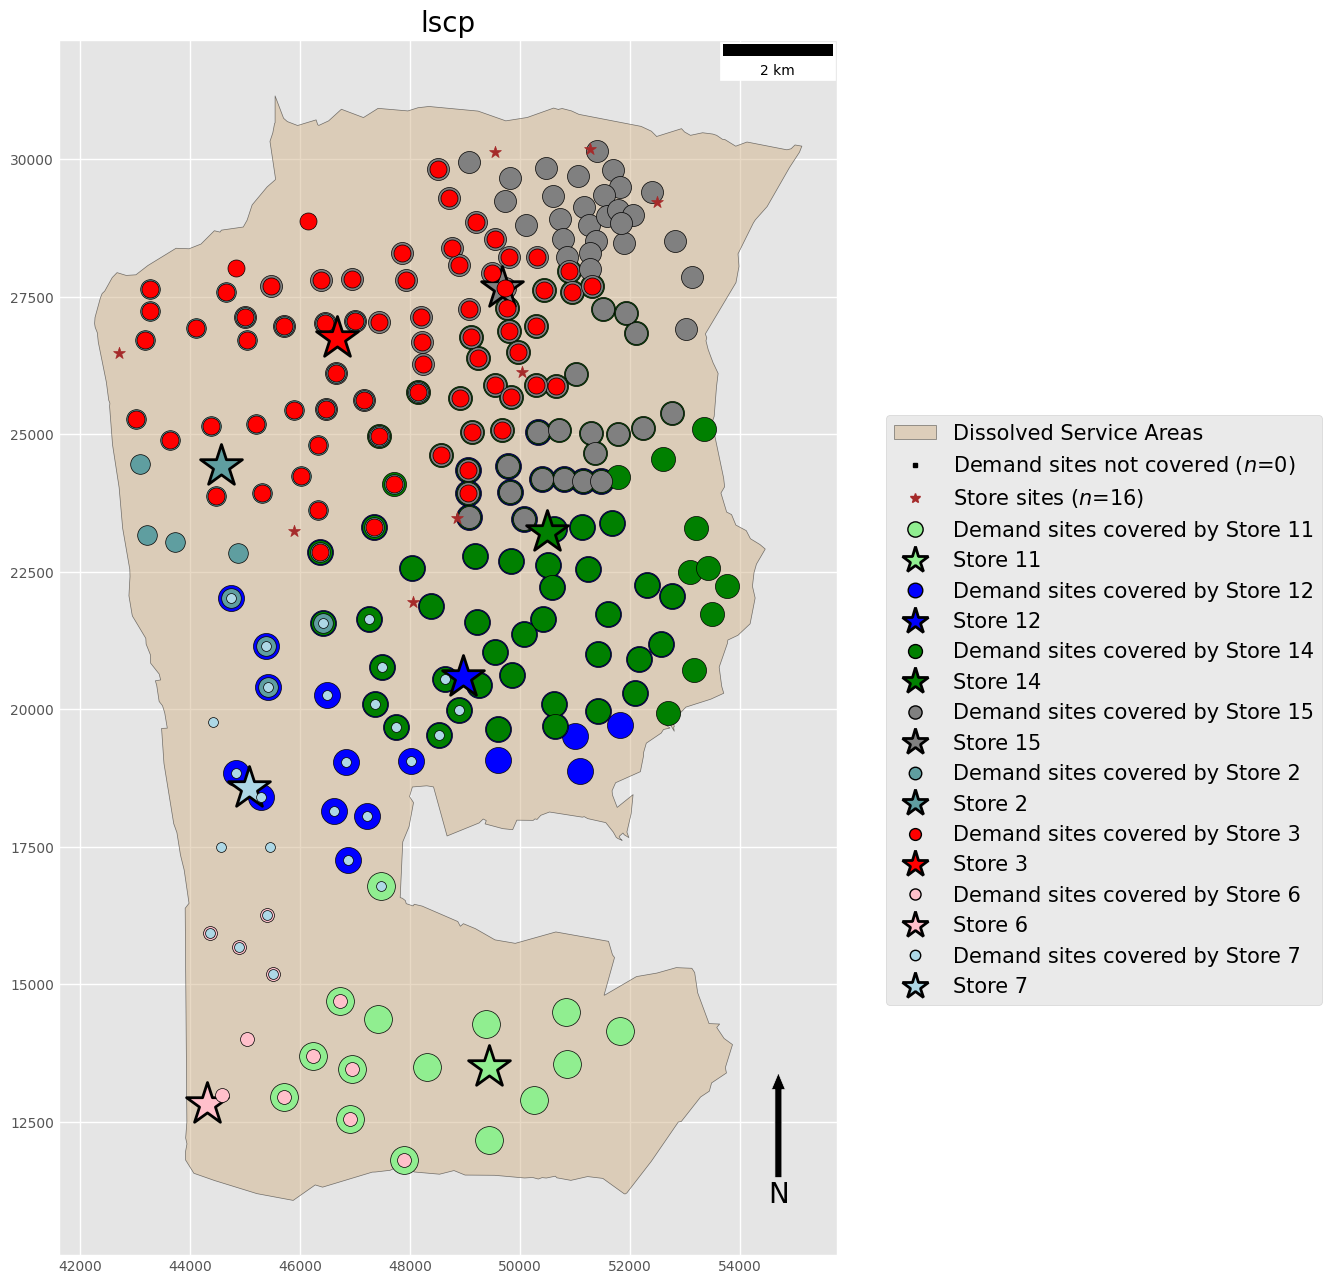 lscp
2 km
30000
27500
25000
22500
20000
17500
15000
12500
42000 44000 46000 48000 50000 52000 54000
N
Dissolved Service Areas
Demand sites not covered (n=0)
Store sites (n=16)
Demand sites covered by Store 11
Store 11
Demand sites covered by Store 12
Store 12
Demand sites covered by Store 14
Store 14
Demand sites covered by Store 15
Store 15
Demand sites covered by Store 2
Store 2
Demand sites covered by Store 3
Store 3
Demand sites covered by Store 6
Store 6
Demand sites covered by Store 7
Store 7